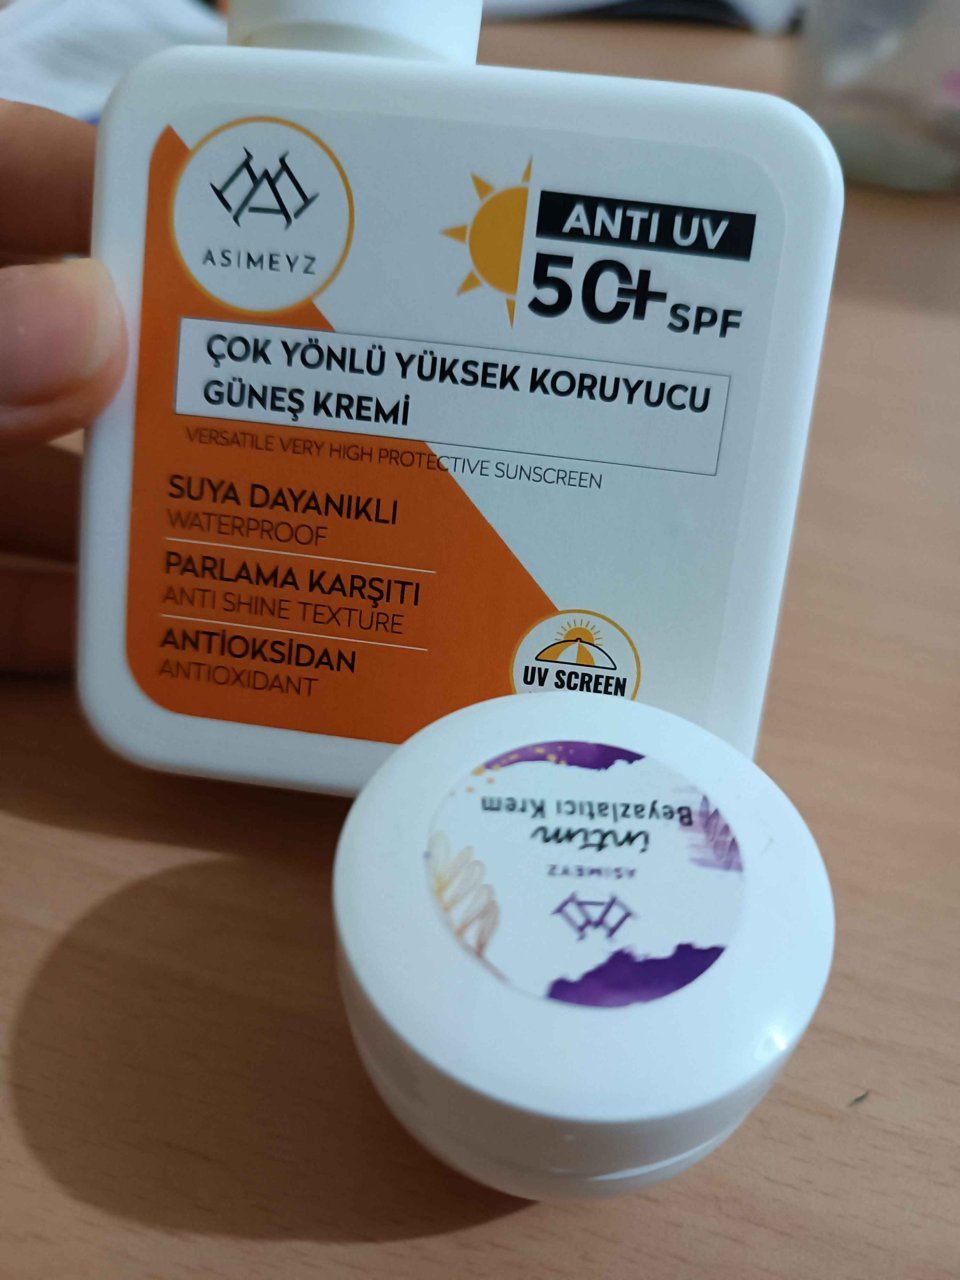 ASIMEYZ
ANTI UV
50+ SPF
ÇOK YÖNLÜ YÜKSEK KORUYUCU
GÜNEŞ KREMİ
VERSATILE VERY HIGH PROTECTIVE SUNSCREEN
SUYA DAYANIKLI
WATERPROOF
PARLAMA KARŞITI
ANTI SHINE TEXTURE
ANTİOKSİDAN
ANTIOXIDANT
UV SCREEN
ASIMEYZ
intim
Beyazlatıcı Krem